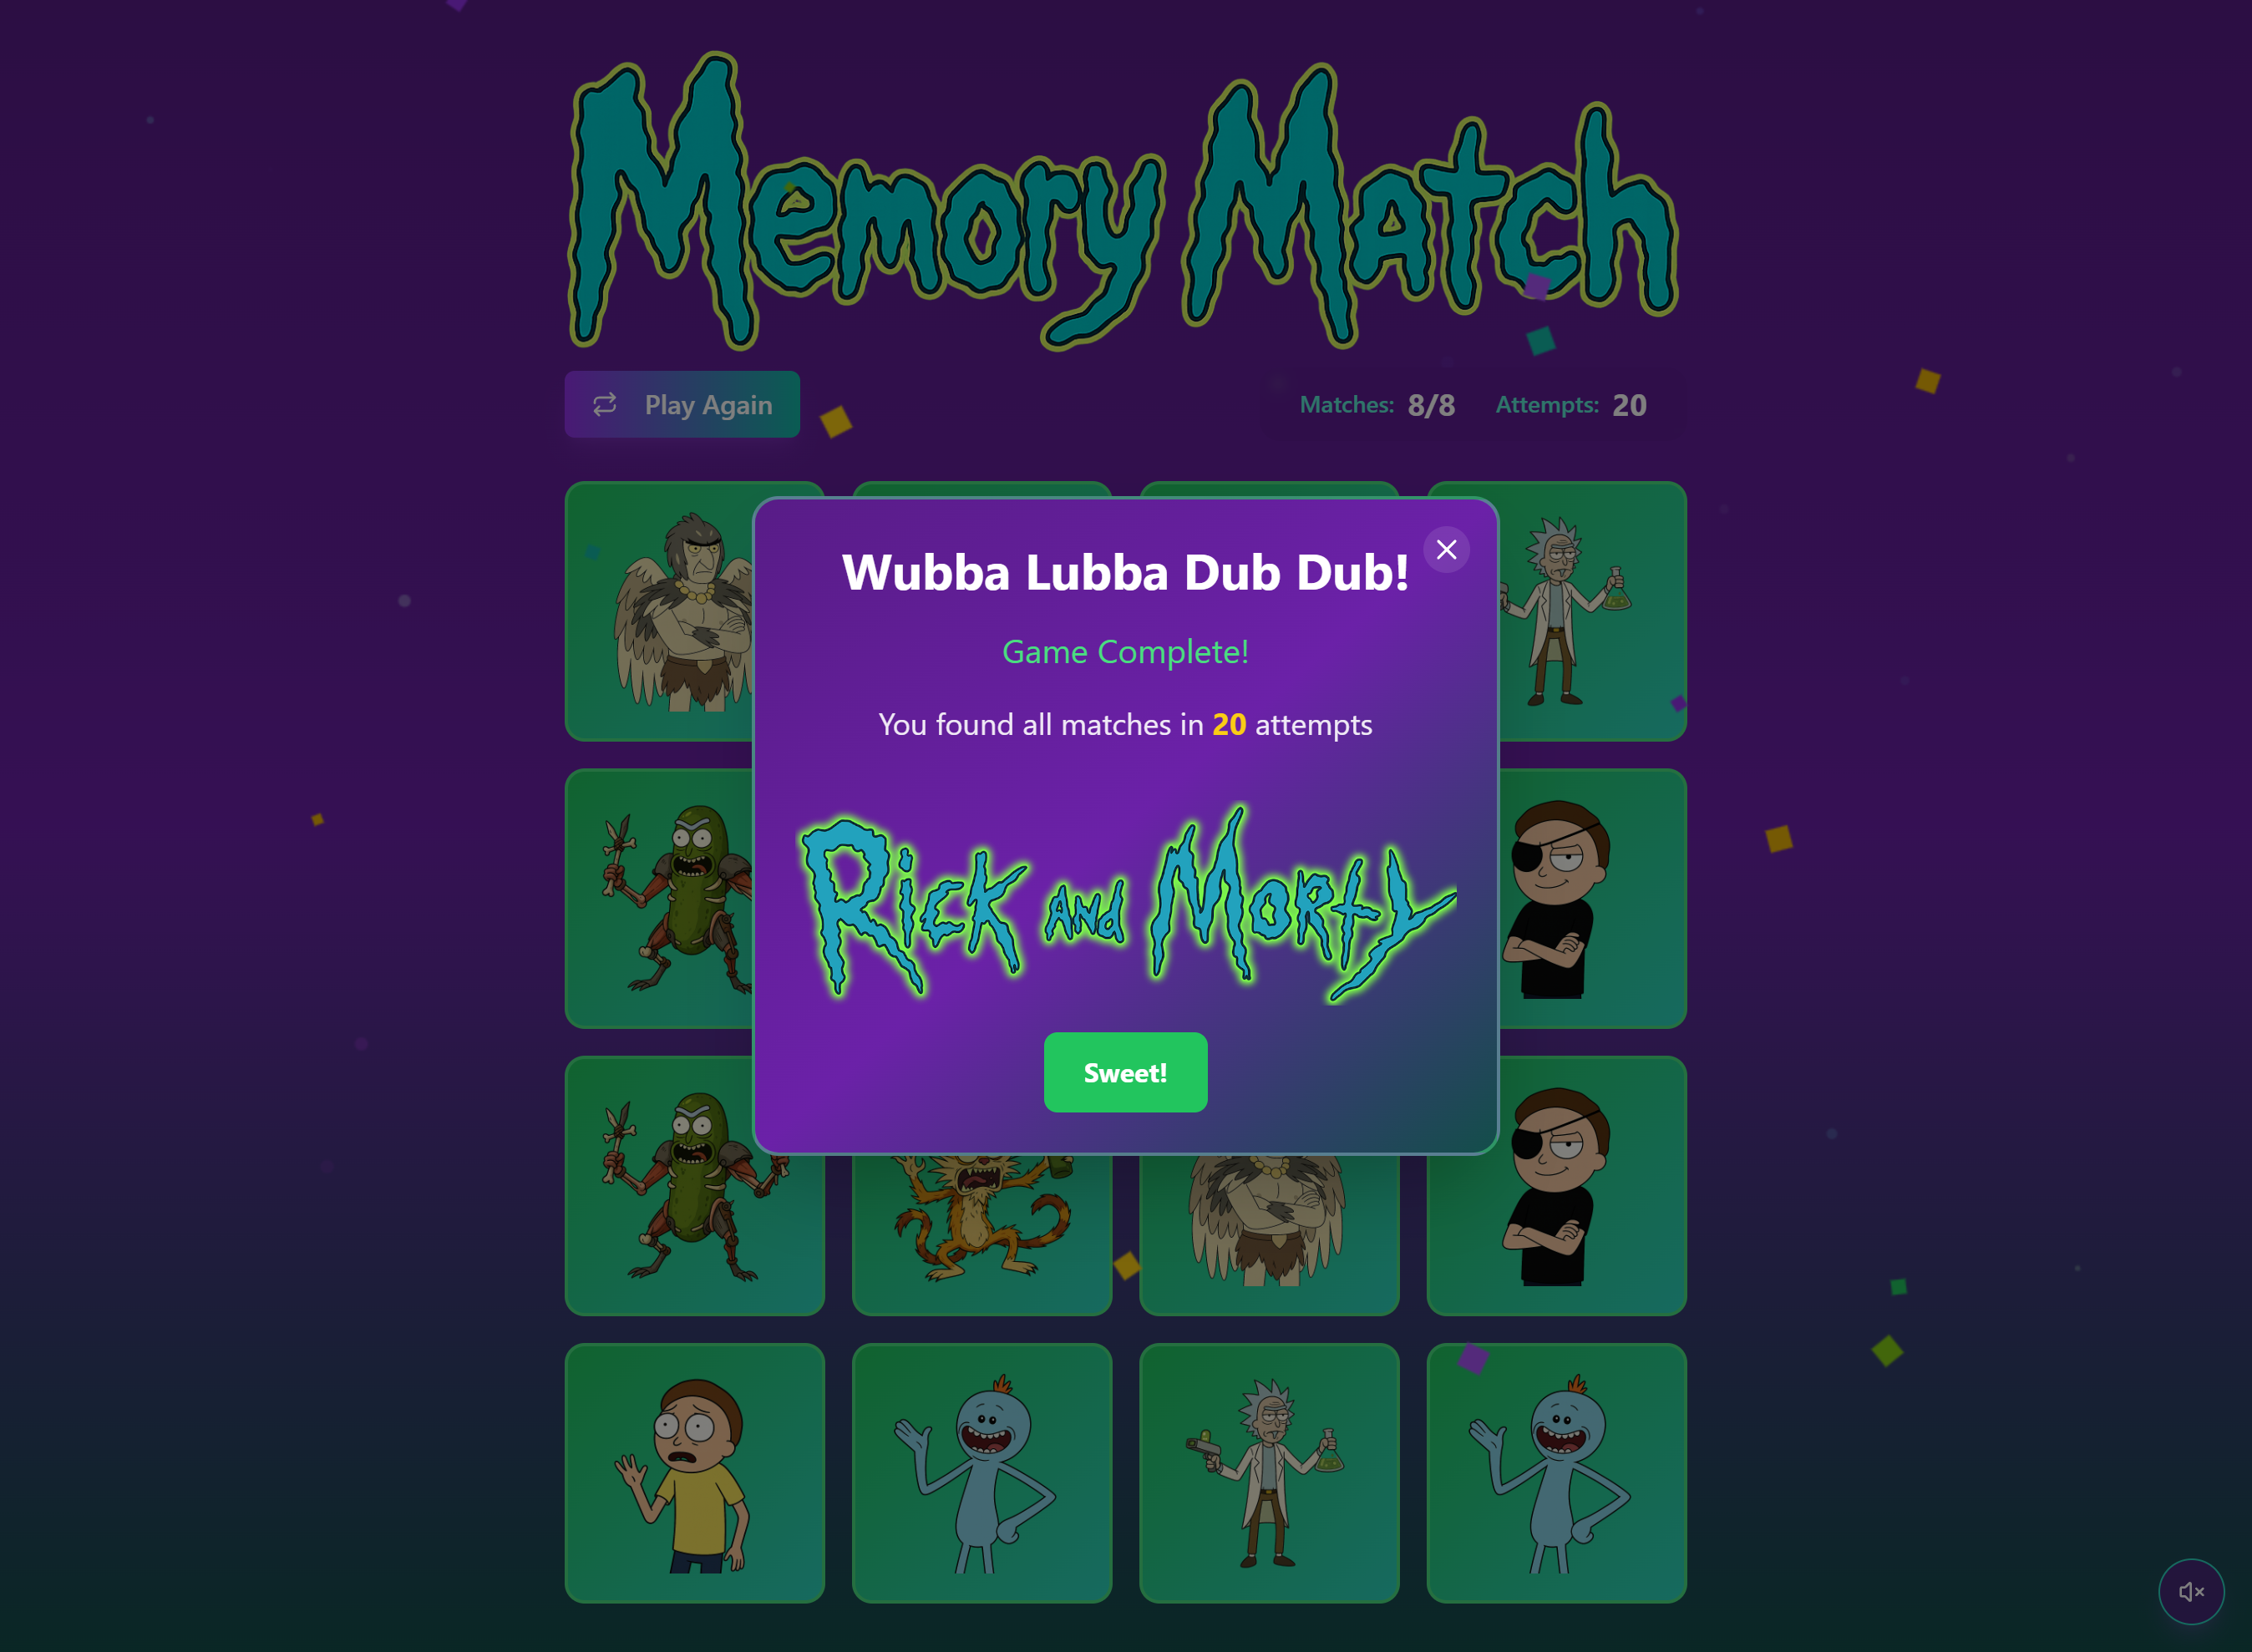 Memory Match
Play Again
Matches: 8/8 Attempts: 20
Wubba Lubba Dub Dub!
Game Complete!
You found all matches in 20 attempts
Rick and Morty
Sweet!